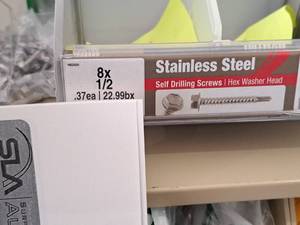 8x
1/2
.37ea | 22.99bx
Stainless Steel
Self Drilling Screws | Hex Washer Head
SLA